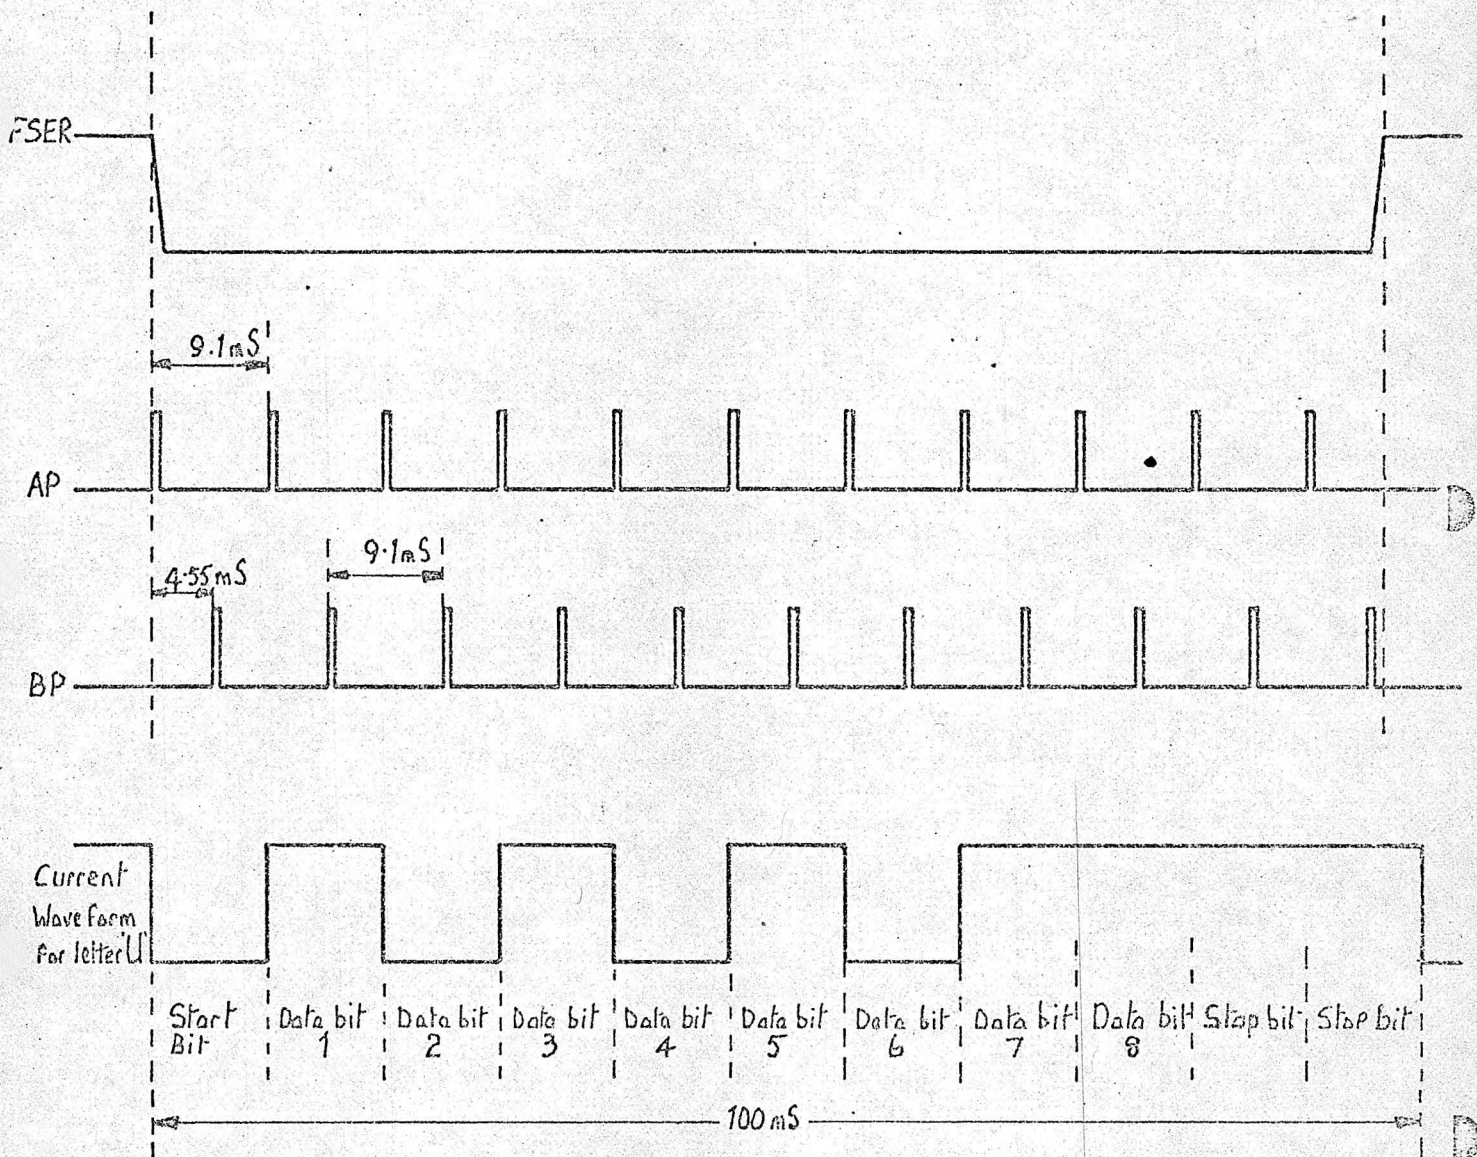 FSER
9.1mS
AP
9.1mS
4.55mS
BP
Current
Waveform
for letter 'U'
Start Bit
Data bit 1
Data bit 2
Data bit 3
Data bit 4
Data bit 5
Data bit 6
Data bit 7
Data bit 8
Stop bit
Stop bit
100mS